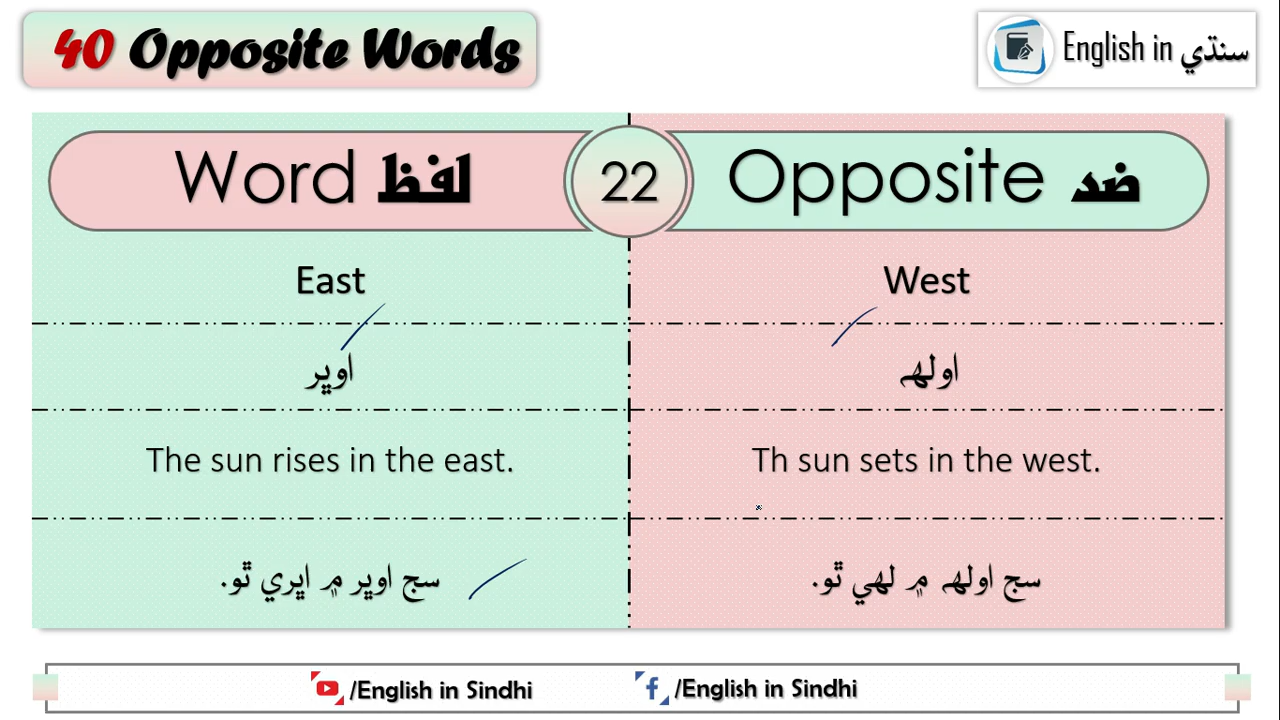 40 Opposite Words
English in سنڌي
Word لفظ
22
Opposite ضد
East
West
اوڀر
اولهہ
The sun rises in the east.
Th sun sets in the west.
سج اوڀر ۾ اڀري ٿو.
سج اولهہ ۾ لهي ٿو.
/English in Sindhi
/English in Sindhi